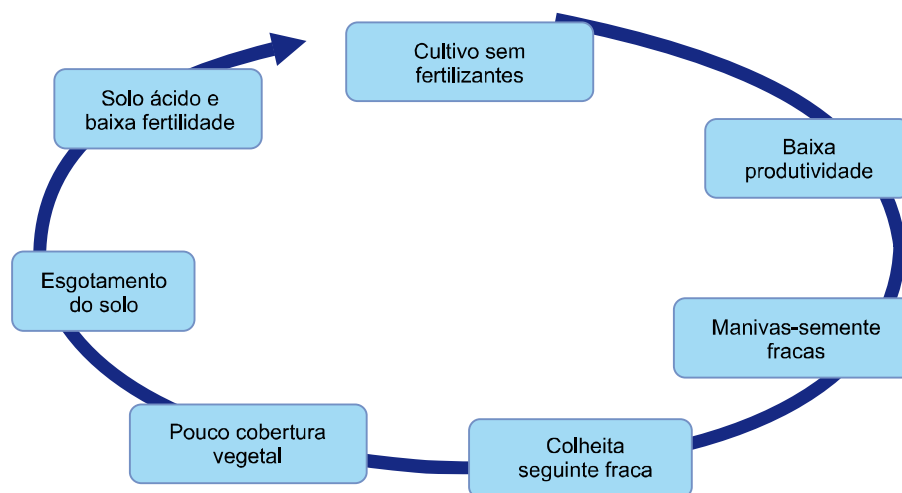 Cultivo sem
fertilizantes
Baixa
produtividade
Manivas-semente
fracas
Colheita
seguinte fraca
Pouco cobertura
vegetal
Esgotamento
do solo
Solo ácido e
baixa fertilidade